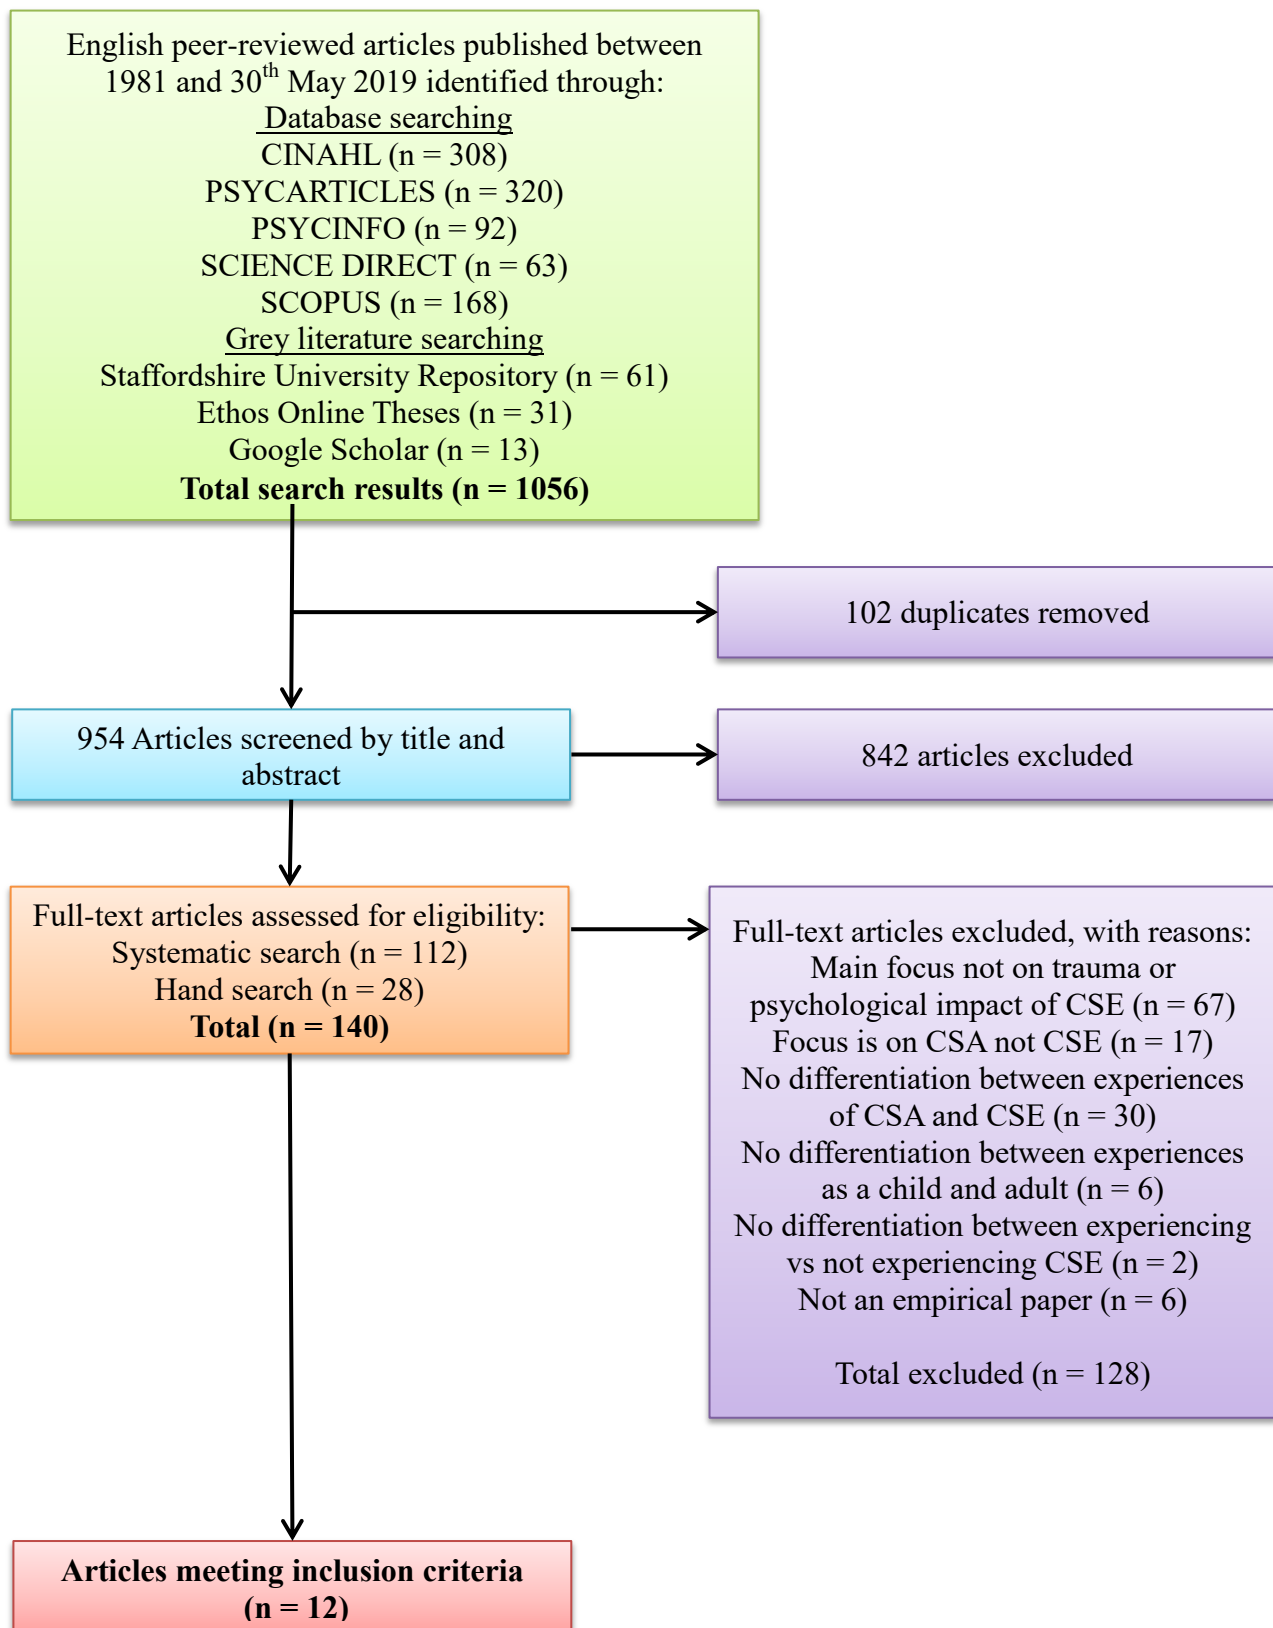 English peer-reviewed articles published between
1981 and 30th May 2019 identified through:
Database searching
CINAHL (n = 308)
PSYCARTICLES (n = 320)
PSYCINFO (n = 92)
SCIENCE DIRECT (n = 63)
SCOPUS (n = 168)
Grey literature searching
Staffordshire University Repository (n = 61)
Ethos Online Theses (n = 31)
Google Scholar (n = 13)
Total search results (n = 1056)
102 duplicates removed
954 Articles screened by title and
abstract
842 articles excluded
Full-text articles assessed for eligibility:
Systematic search (n = 112)
Hand search (n = 28)
Total (n = 140)
Full-text articles excluded, with reasons:
Main focus not on trauma or
psychological impact of CSE (n = 67)
Focus is on CSA not CSE (n = 17)
No differentiation between experiences
of CSA and CSE (n = 30)
No differentiation between experiences
as a child and adult (n = 6)
No differentiation between experiencing
vs not experiencing CSE (n = 2)
Not an empirical paper (n = 6)
Total excluded (n = 128)
Articles meeting inclusion criteria
(n = 12)